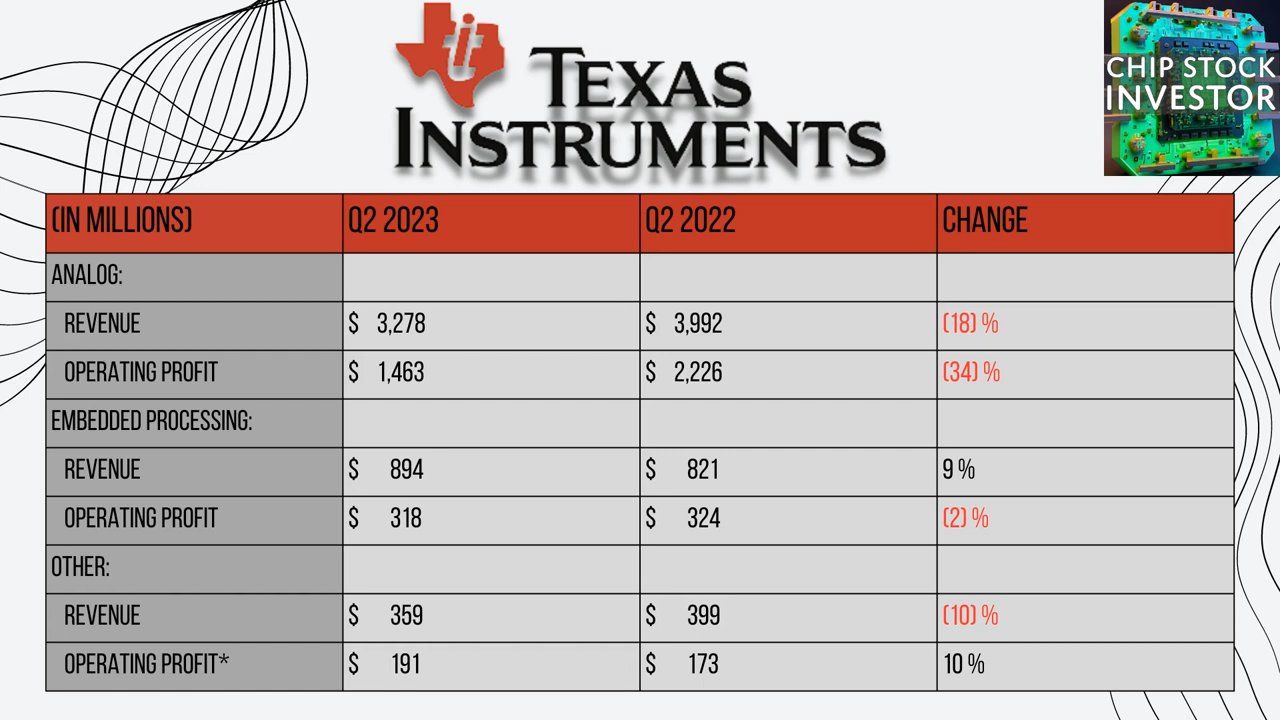 TEXAS
INSTRUMENTS
CHIP STOCK
INVESTOR
(IN MILLIONS) Q2 2023 Q2 2022 CHANGE
ANALOG:
REVENUE $ 3,278 $ 3,992 (18) %
OPERATING PROFIT $ 1,463 $ 2,226 (34) %
EMBEDDED PROCESSING:
REVENUE $ 894 $ 821 9 %
OPERATING PROFIT $ 318 $ 324 (2) %
OTHER:
REVENUE $ 359 $ 399 (10) %
OPERATING PROFIT* $ 191 $ 173 10 %